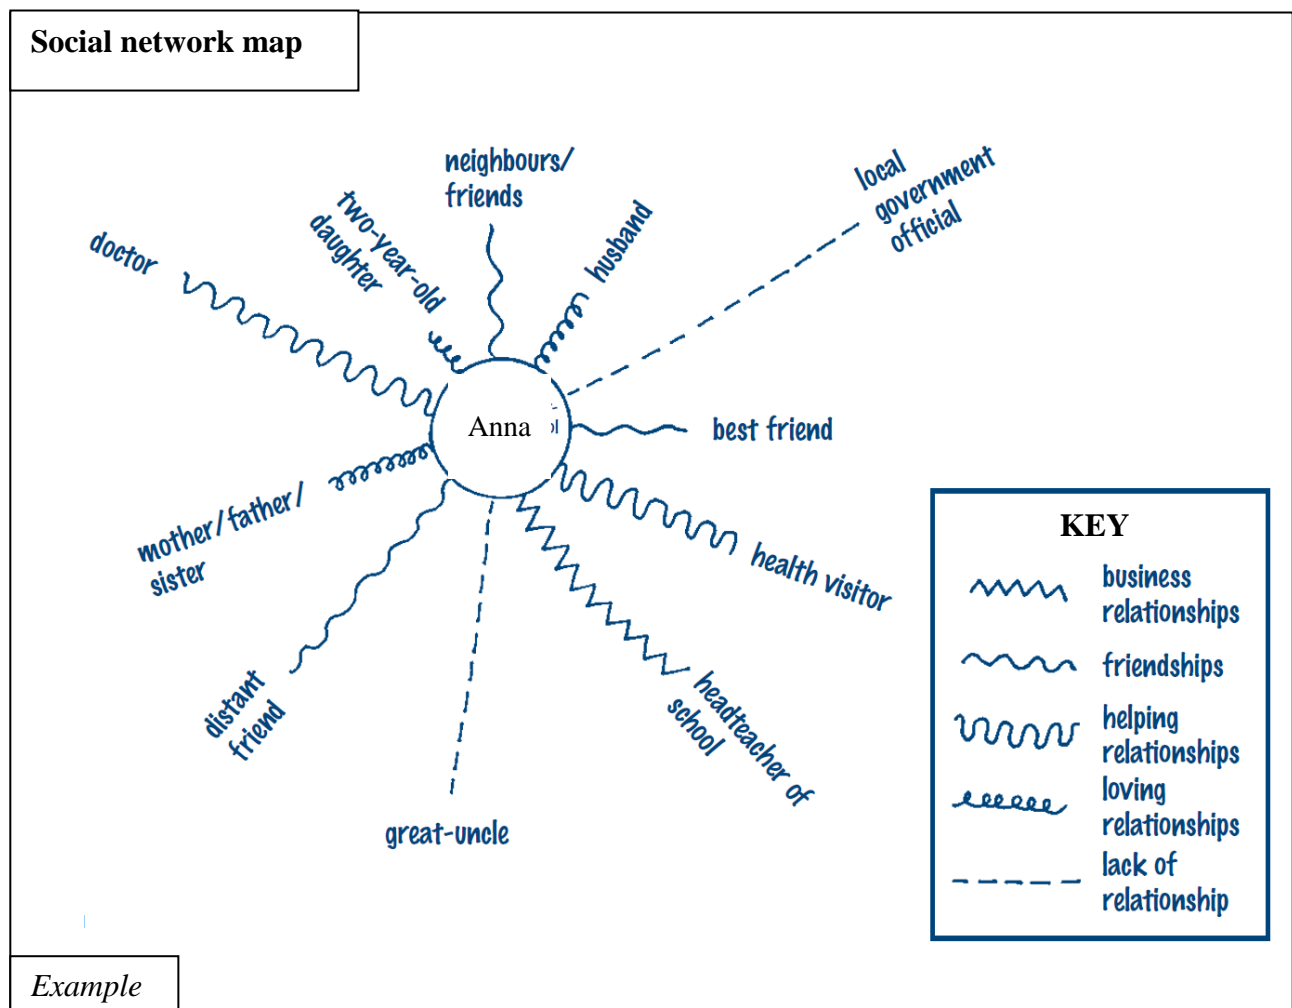 Social network map
neighbours/
friends
local
government
official
two-year-old
daughter
husband
doctor
Anna
best friend
mother/father/
sister
health visitor
distant
friend
headteacher of
school
great-uncle
KEY
business
relationships
friendships
helping
relationships
loving
relationships
lack of
relationship
Example